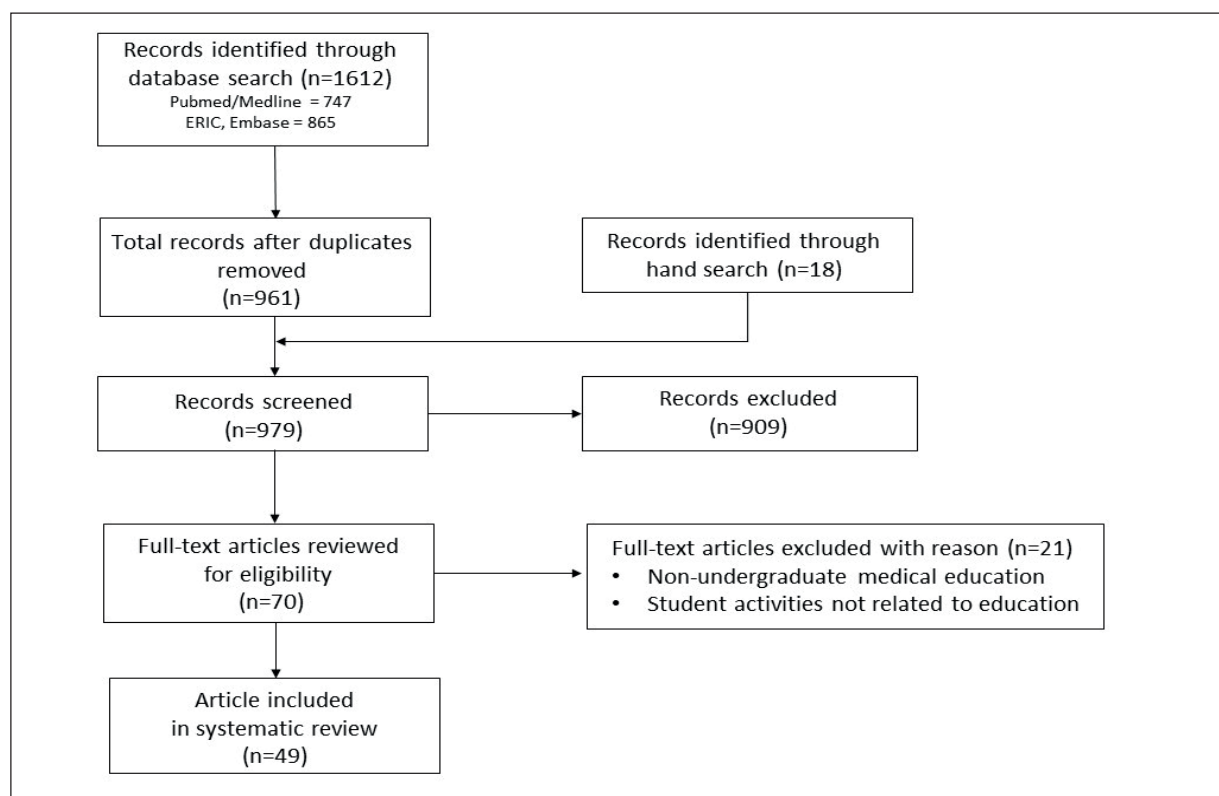 Records identified through
database search (n=1612)
Pubmed/Medline = 747
ERIC, Embase = 865
Total records after duplicates
removed
(n=961)
Records identified through
hand search (n=18)
Records screened
(n=979)
Records excluded
(n=909)
Full-text articles reviewed
for eligibility
(n=70)
Full-text articles excluded with reason (n=21)
• Non-undergraduate medical education
• Student activities not related to education
Article included
in systematic review
(n=49)